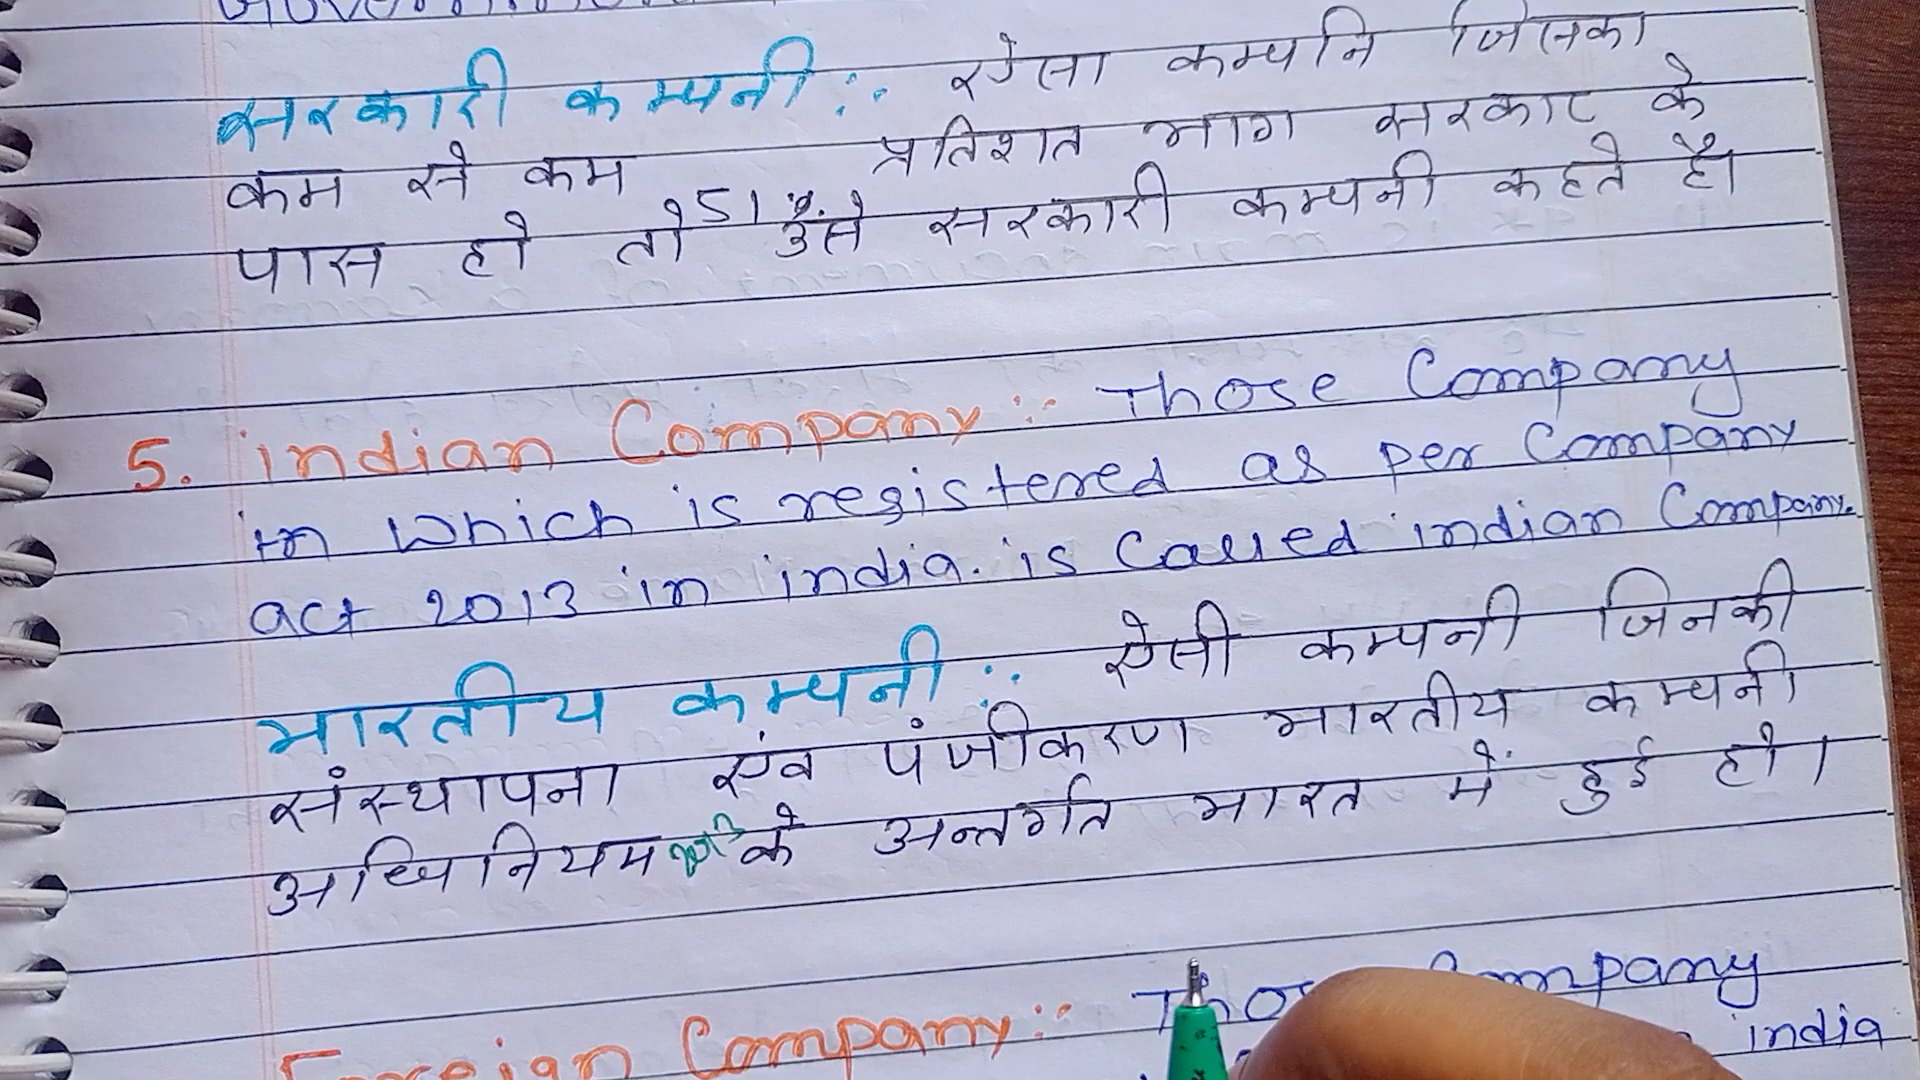 सरकारी कम्पनी :- ऐसा कम्पनि जिसका
कम से कम 51% प्रतिशत भाग सरकार के
पास हो तो उसे सरकारी कम्पनी कहते है।
5. indian Company :- Those Company
in which is registered as per Company
act 2013 in india. is Called indian Company.
भारतीय कम्पनी :- ऐसी कम्पनी जिनकी
संस्थापना एंव पंजीकरण भारतीय कम्पनी
अधिनियम के अन्तर्गत भारत में हुई हो।
Foreign Company :- Company
india